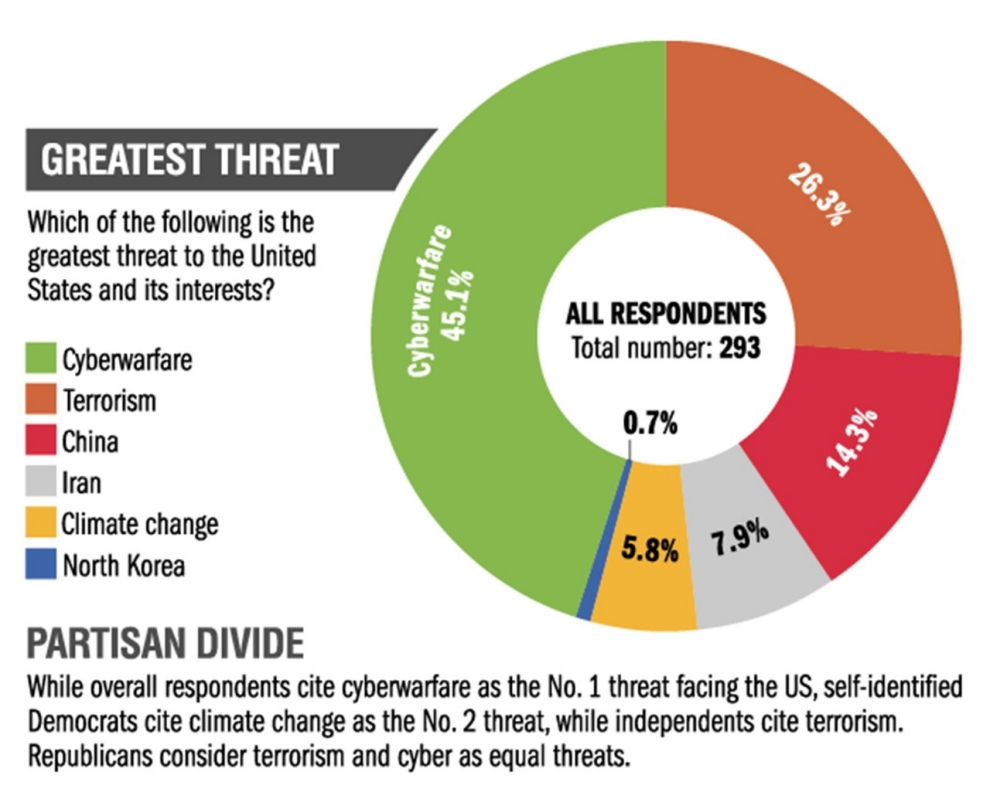 GREATEST THREAT
Which of the following is the
greatest threat to the United
States and its interests?
Cyberwarfare
Terrorism
China
Iran
Climate change
North Korea
Cyberwarfare
45.1%
26.3%
14.3%
7.9%
5.8%
0.7%
ALL RESPONDENTS
Total number: 293
PARTISAN DIVIDE
While overall respondents cite cyberwarfare as the No. 1 threat facing the US, self-identified
Democrats cite climate change as the No. 2 threat, while independents cite terrorism.
Republicans consider terrorism and cyber as equal threats.